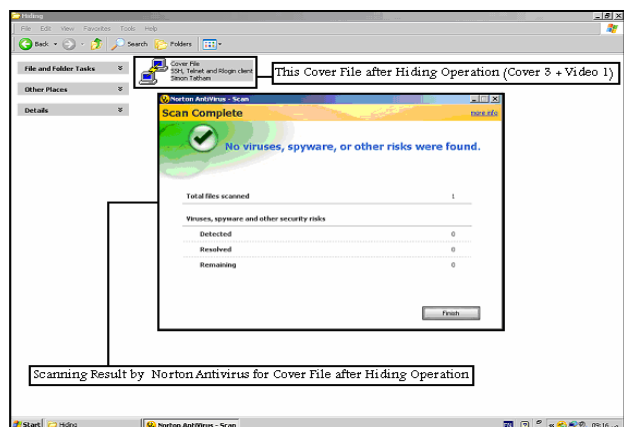 Hiding
File Edit View Favorites Tools Help
Back Search Folders
File and Folder Tasks
Other Places
Details
Cover File
SSH, Telnet and Rlogin client
Simon Tatham
This Cover File after Hiding Operation (Cover 3 + Video 1)
Norton AntiVirus - Scan
Scan Complete
more info
No viruses, spyware, or other risks were found.
Total files scanned 1
Viruses, spyware and other security risks
Detected 0
Resolved 0
Remaining 0
Finish
Scanning Result by Norton Antivirus for Cover File after Hiding Operation
Start Hiding Norton AntiVirus - Scan 09:16